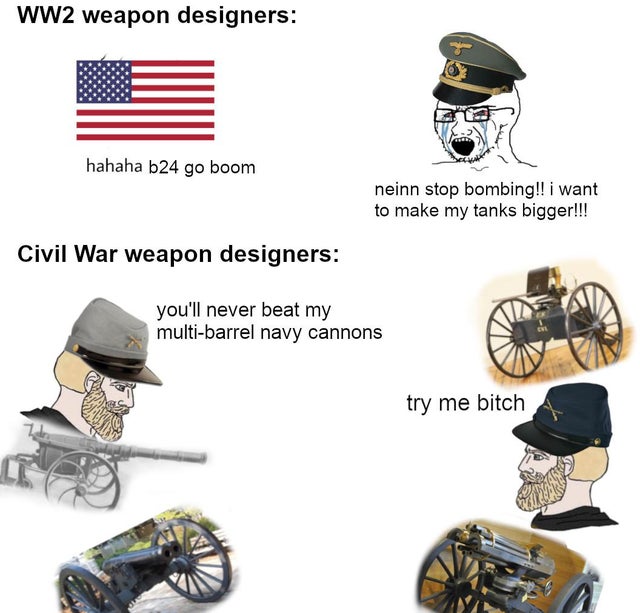 WW2 weapon designers:
hahaha b24 go boom
neinn stop bombing!! i want
to make my tanks bigger!!!
Civil War weapon designers:
you'll never beat my
multi-barrel navy cannons
try me bitch